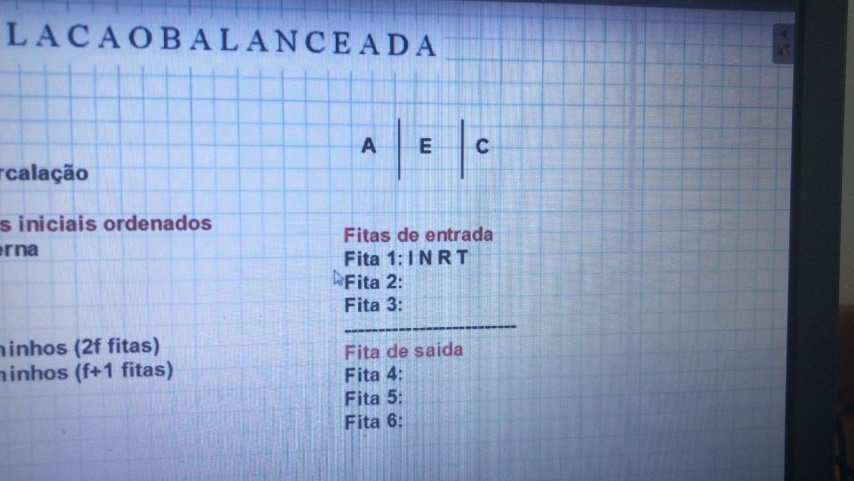 LACAOBALANCEADA
A E C
rcalação
s iniciais ordenados
erna
Fitas de entrada
Fita 1: I N R T
Fita 2:
Fita 3:
--------------------------
Fita de saída
ninhos (2f fitas)
ninhos (f+1 fitas)
Fita 4:
Fita 5:
Fita 6: